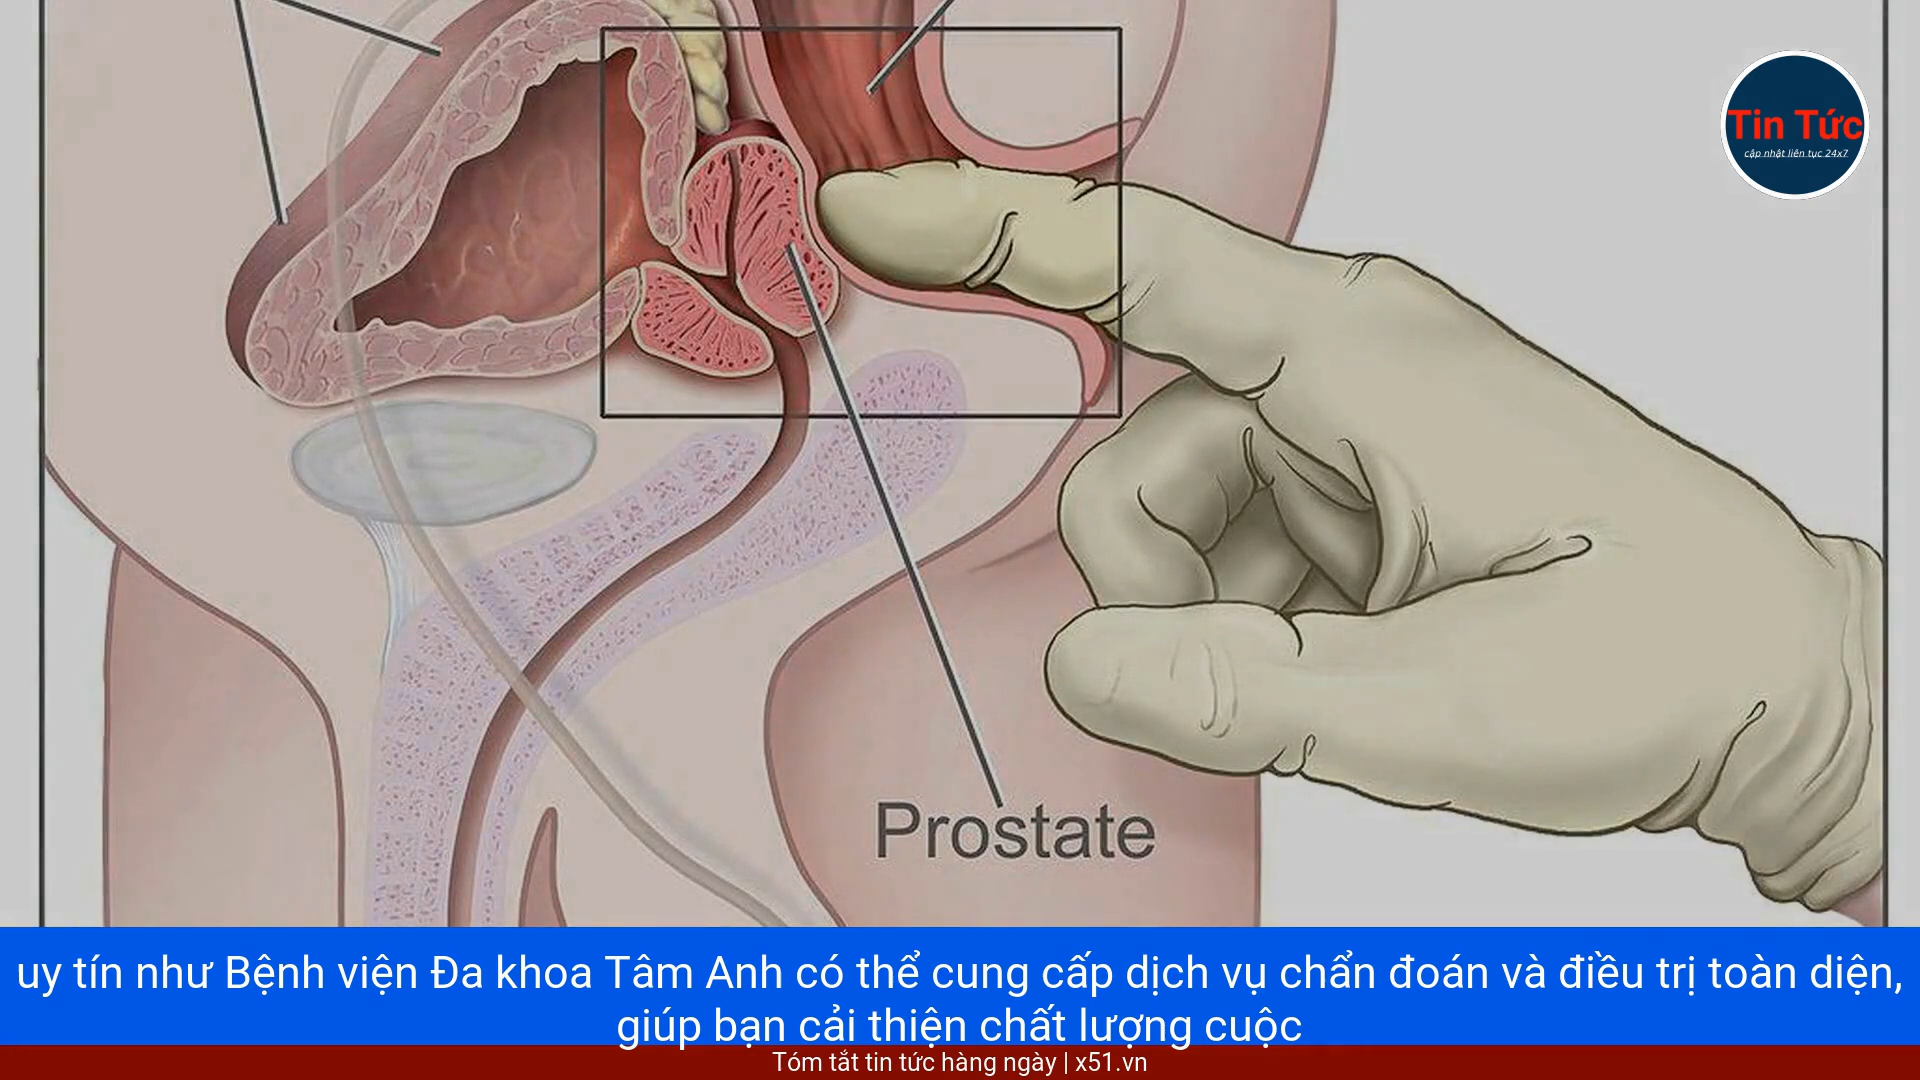 Tin Tức
cập nhật liên tục 24x7
Prostate
uy tín như Bệnh viện Đa khoa Tâm Anh có thể cung cấp dịch vụ chẩn đoán và điều trị toàn diện,
giúp bạn cải thiện chất lượng cuộc
Tóm tắt tin tức hàng ngày | x51.vn